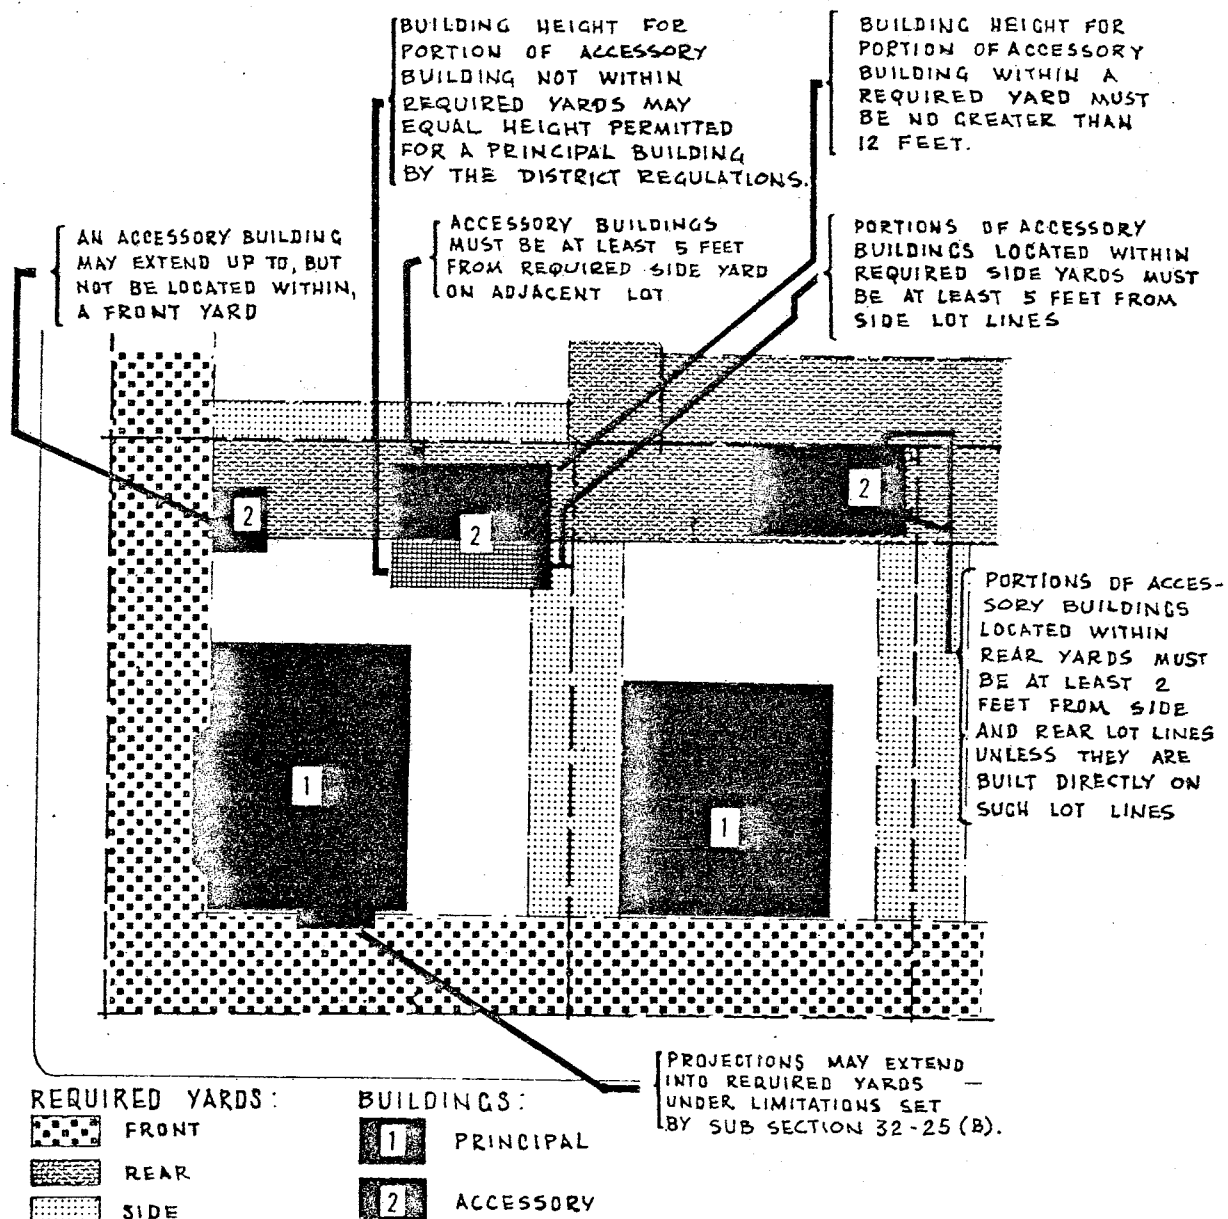 BUILDING HEIGHT FOR
PORTION OF ACCESSORY
BUILDING NOT WITHIN
REQUIRED YARDS MAY
EQUAL HEIGHT PERMITTED
FOR A PRINCIPAL BUILDING
BY THE DISTRICT REGULATIONS.
BUILDING HEIGHT FOR
PORTION OF ACCESSORY
BUILDING WITHIN A
REQUIRED YARD MUST
BE NO GREATER THAN
12 FEET.
AN ACCESSORY BUILDING
MAY EXTEND UP TO, BUT
NOT BE LOCATED WITHIN,
A FRONT YARD
ACCESSORY BUILDINGS
MUST BE AT LEAST 5 FEET
FROM REQUIRED SIDE YARD
ON ADJACENT LOT
PORTIONS OF ACCESSORY
BUILDINGS LOCATED WITHIN
REQUIRED SIDE YARDS MUST
BE AT LEAST 5 FEET FROM
SIDE LOT LINES
2
2
2
PORTIONS OF ACCES-
SORY BUILDINGS
LOCATED WITHIN
REAR YARDS MUST
BE AT LEAST 2
FEET FROM SIDE
AND REAR LOT LINES
UNLESS THEY ARE
BUILT DIRECTLY ON
SUCH LOT LINES
1
1
PROJECTIONS MAY EXTEND
INTO REQUIRED YARDS —
UNDER LIMITATIONS SET
BY SUB SECTION 32-25 (B).
REQUIRED YARDS:
FRONT
REAR
SIDE
BUILDINGS:
1 PRINCIPAL
2 ACCESSORY